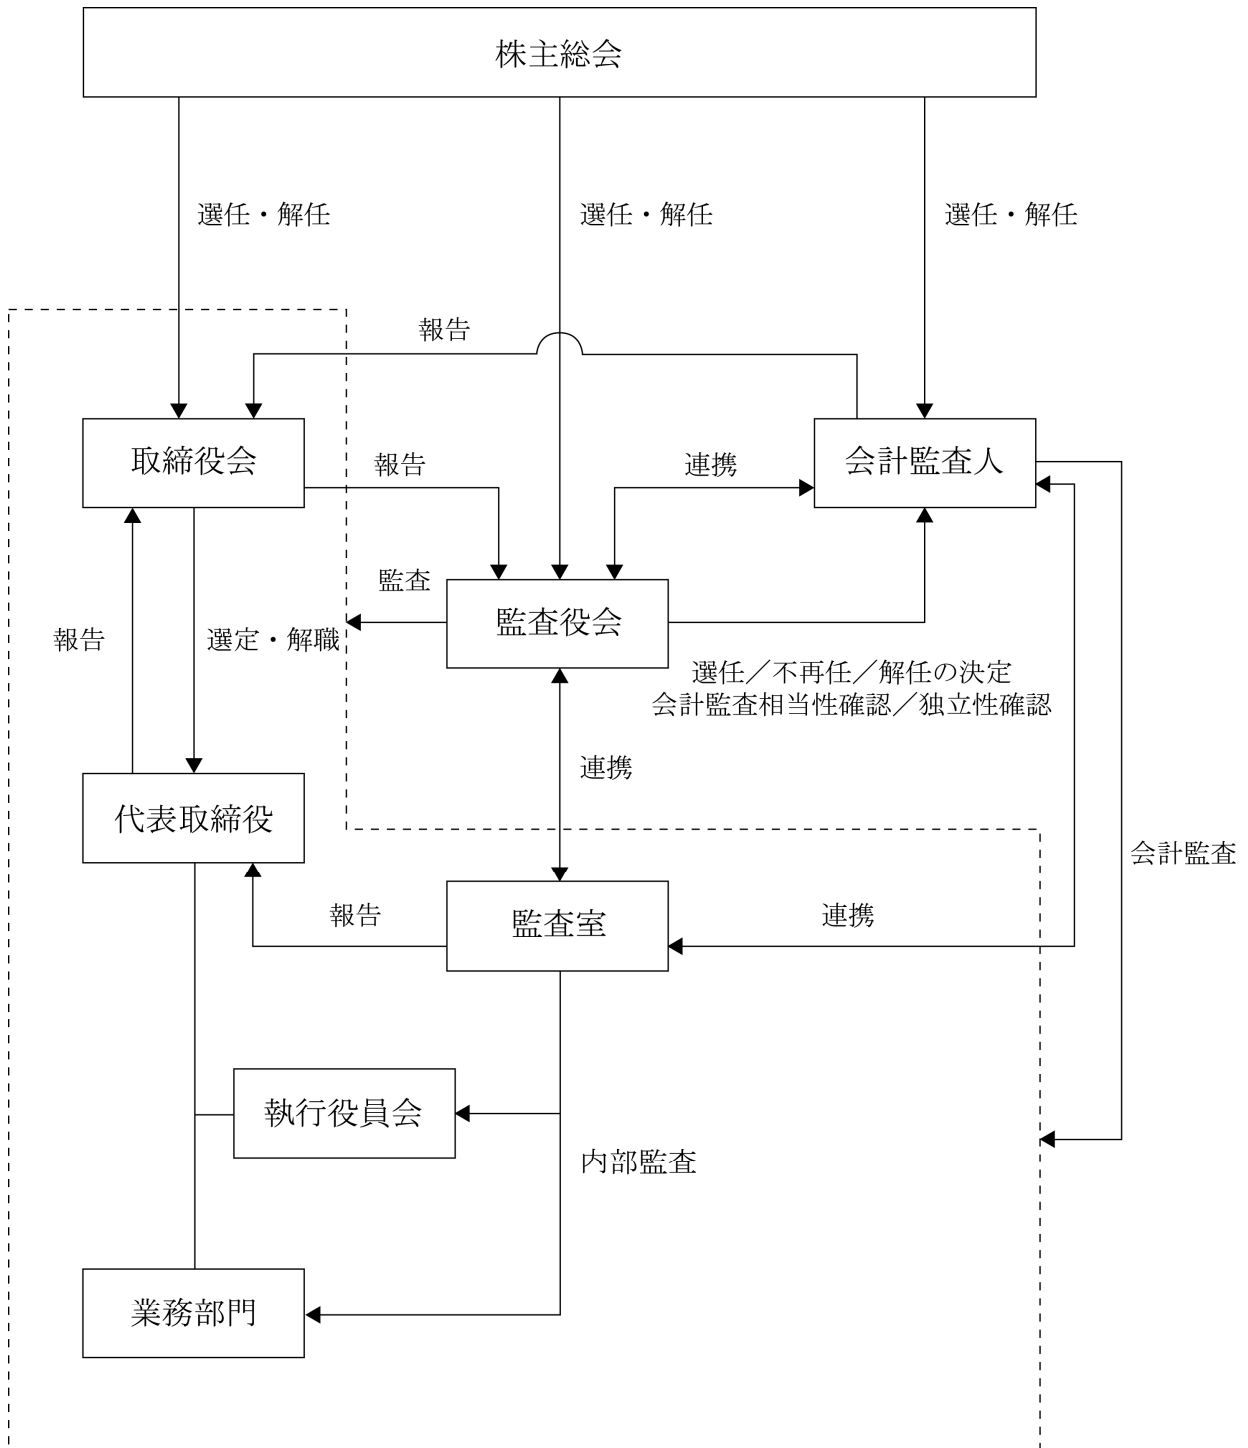 株主総会
選任・解任
選任・解任
選任・解任
報告
取締役会
報告
連携
会計監査人
監査
監査役会
報告
選定・解職
選任／不再任／解任の決定
会計監査相当性確認／独立性確認
連携
代表取締役
会計監査
報告
監査室
連携
執行役員会
内部監査
業務部門